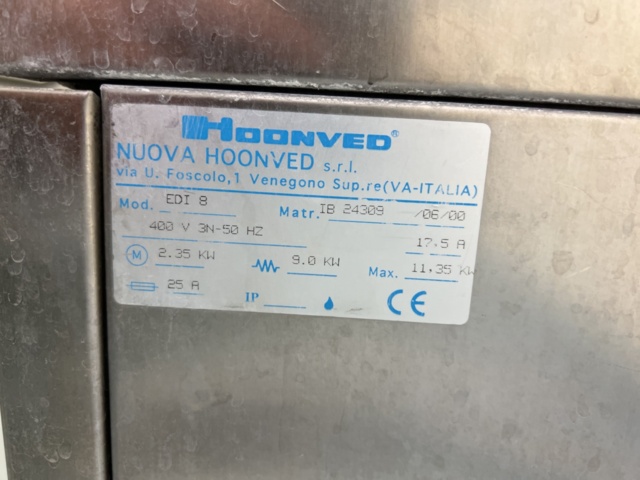 HOONVED®
NUOVA HOONVED s.r.l.
via U. Foscolo,1 Venegono Sup.re(VA-ITALIA)
Mod. EDI 8 Matr. IB 24309 /06/00
400 V 3N-50 HZ 17,5 A
M 2.35 KW 9.0 KW Max. 11,35 KW
25 A IP CE